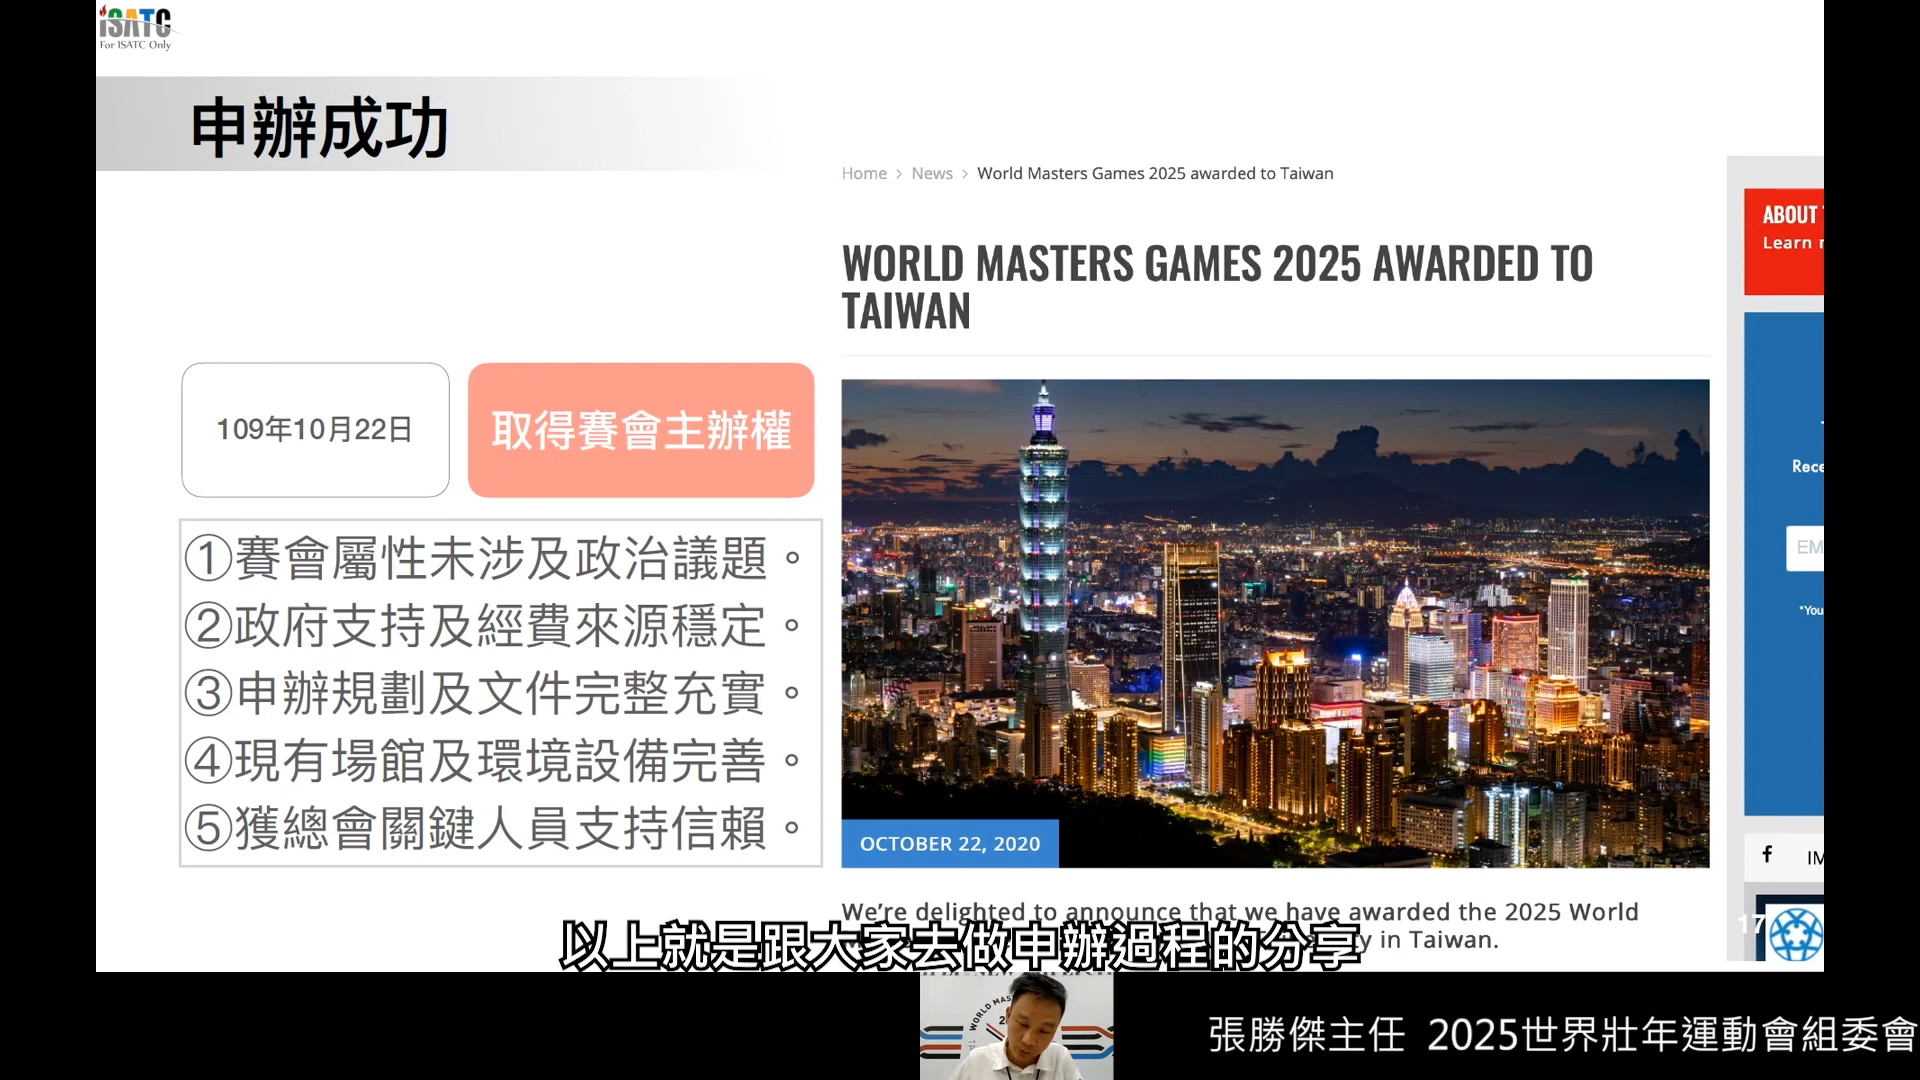 iSATC
For ISATC Only
申辦成功
109年10月22日
取得賽會主辦權
①賽會屬性未涉及政治議題。
②政府支持及經費來源穩定。
③申辦規劃及文件完整充實。
④現有場館及環境設備完善。
⑤獲總會關鍵人員支持信賴。
Home > News > World Masters Games 2025 awarded to Taiwan
WORLD MASTERS GAMES 2025 AWARDED TO
TAIWAN
OCTOBER 22, 2020
We're delighted to announce that we have awarded the 2025 World
in Taiwan.
ABOUT
Learn
*You
17
以上就是跟大家去做申辦過程的分享
WORLD MAS
張勝傑主任 2025世界壯年運動會組委會